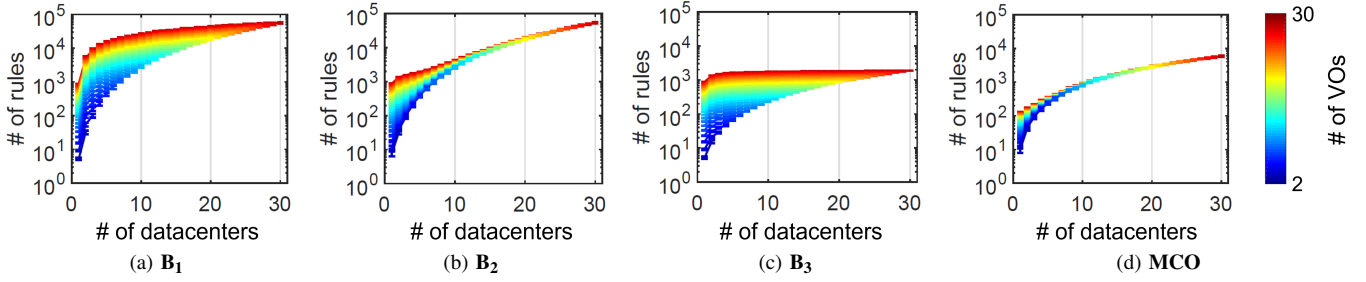 10^5
10^4
10^3
10^2
10^1
10^0
# of rules
0 10 20 30
# of datacenters
(a) B1
10^5
10^4
10^3
10^2
10^1
10^0
# of rules
0 10 20 30
# of datacenters
(b) B2
10^5
10^4
10^3
10^2
10^1
10^0
# of rules
0 10 20 30
# of datacenters
(c) B3
10^5
10^4
10^3
10^2
10^1
10^0
# of rules
0 10 20 30
# of datacenters
(d) MCO
30
2
# of VOs